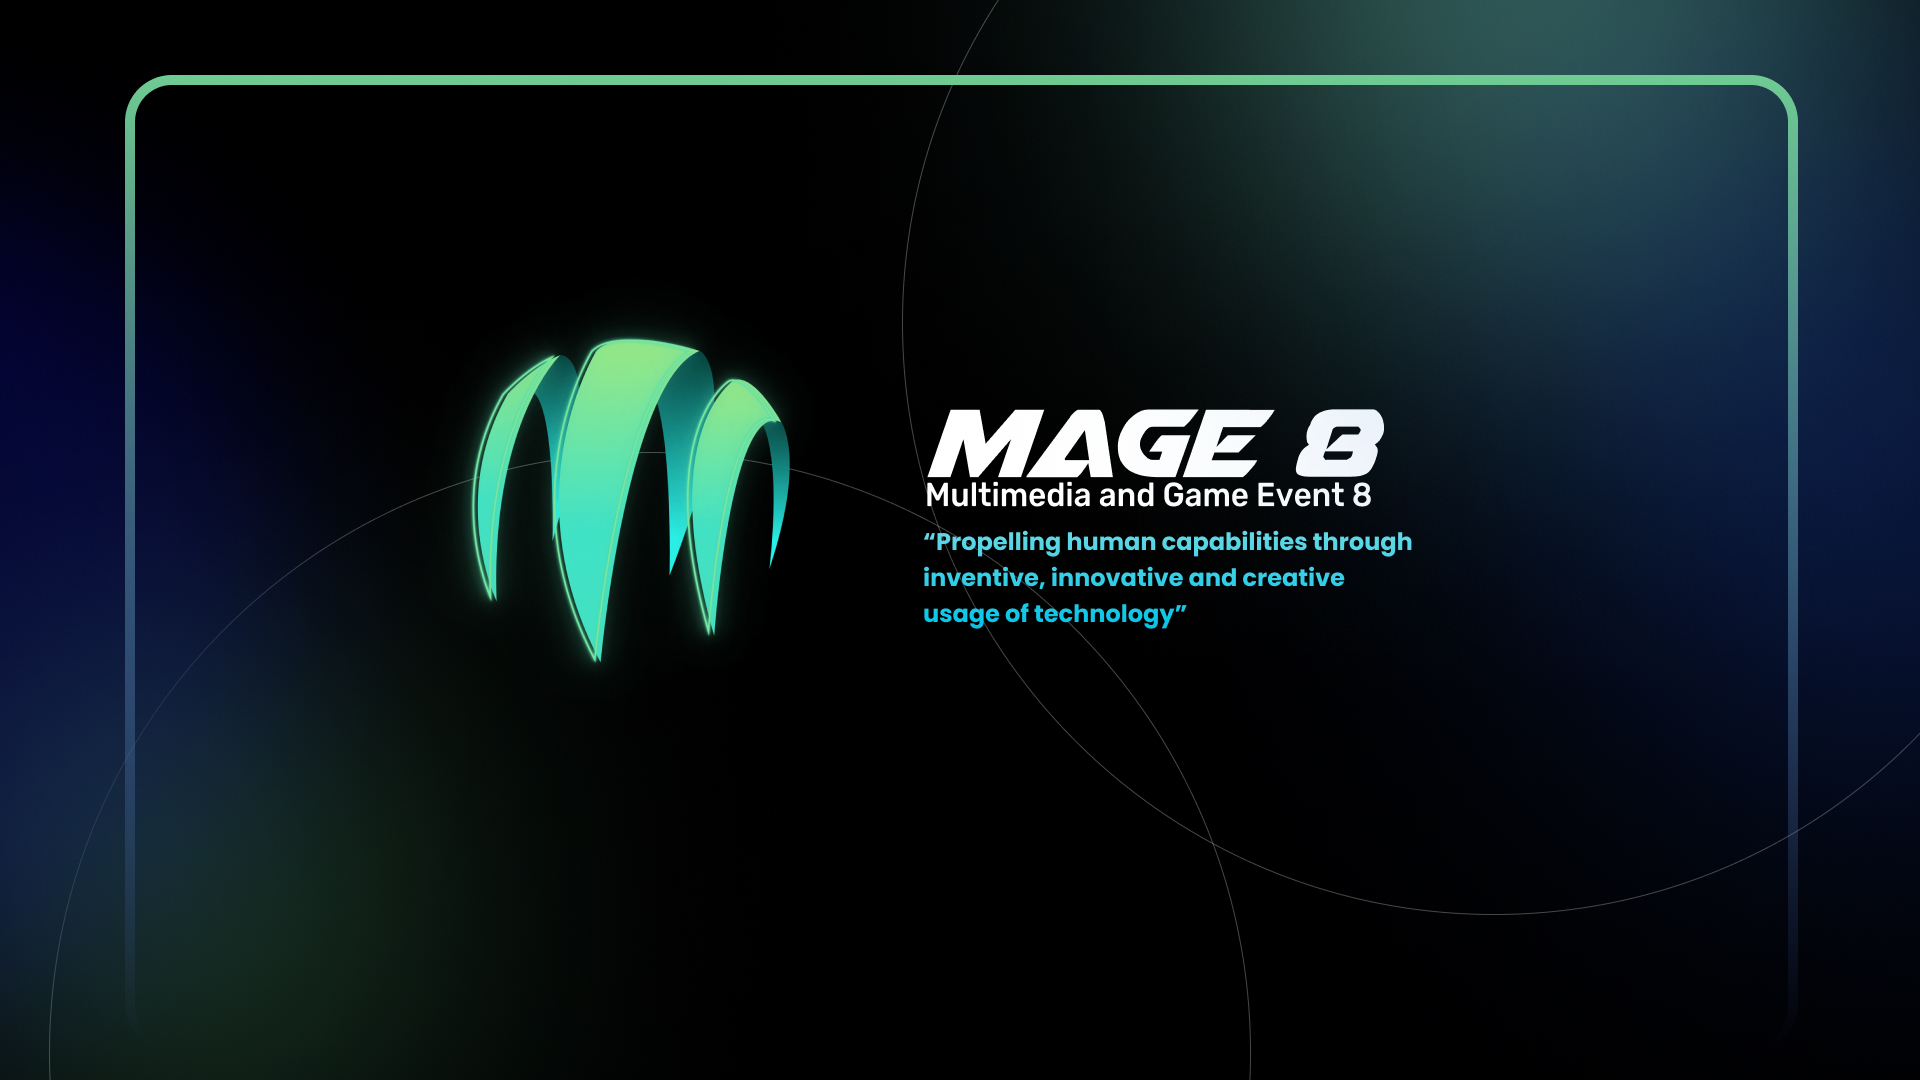 MAGE 8
Multimedia and Game Event 8
“Propelling human capabilities through
inventive, innovative and creative
usage of technology”